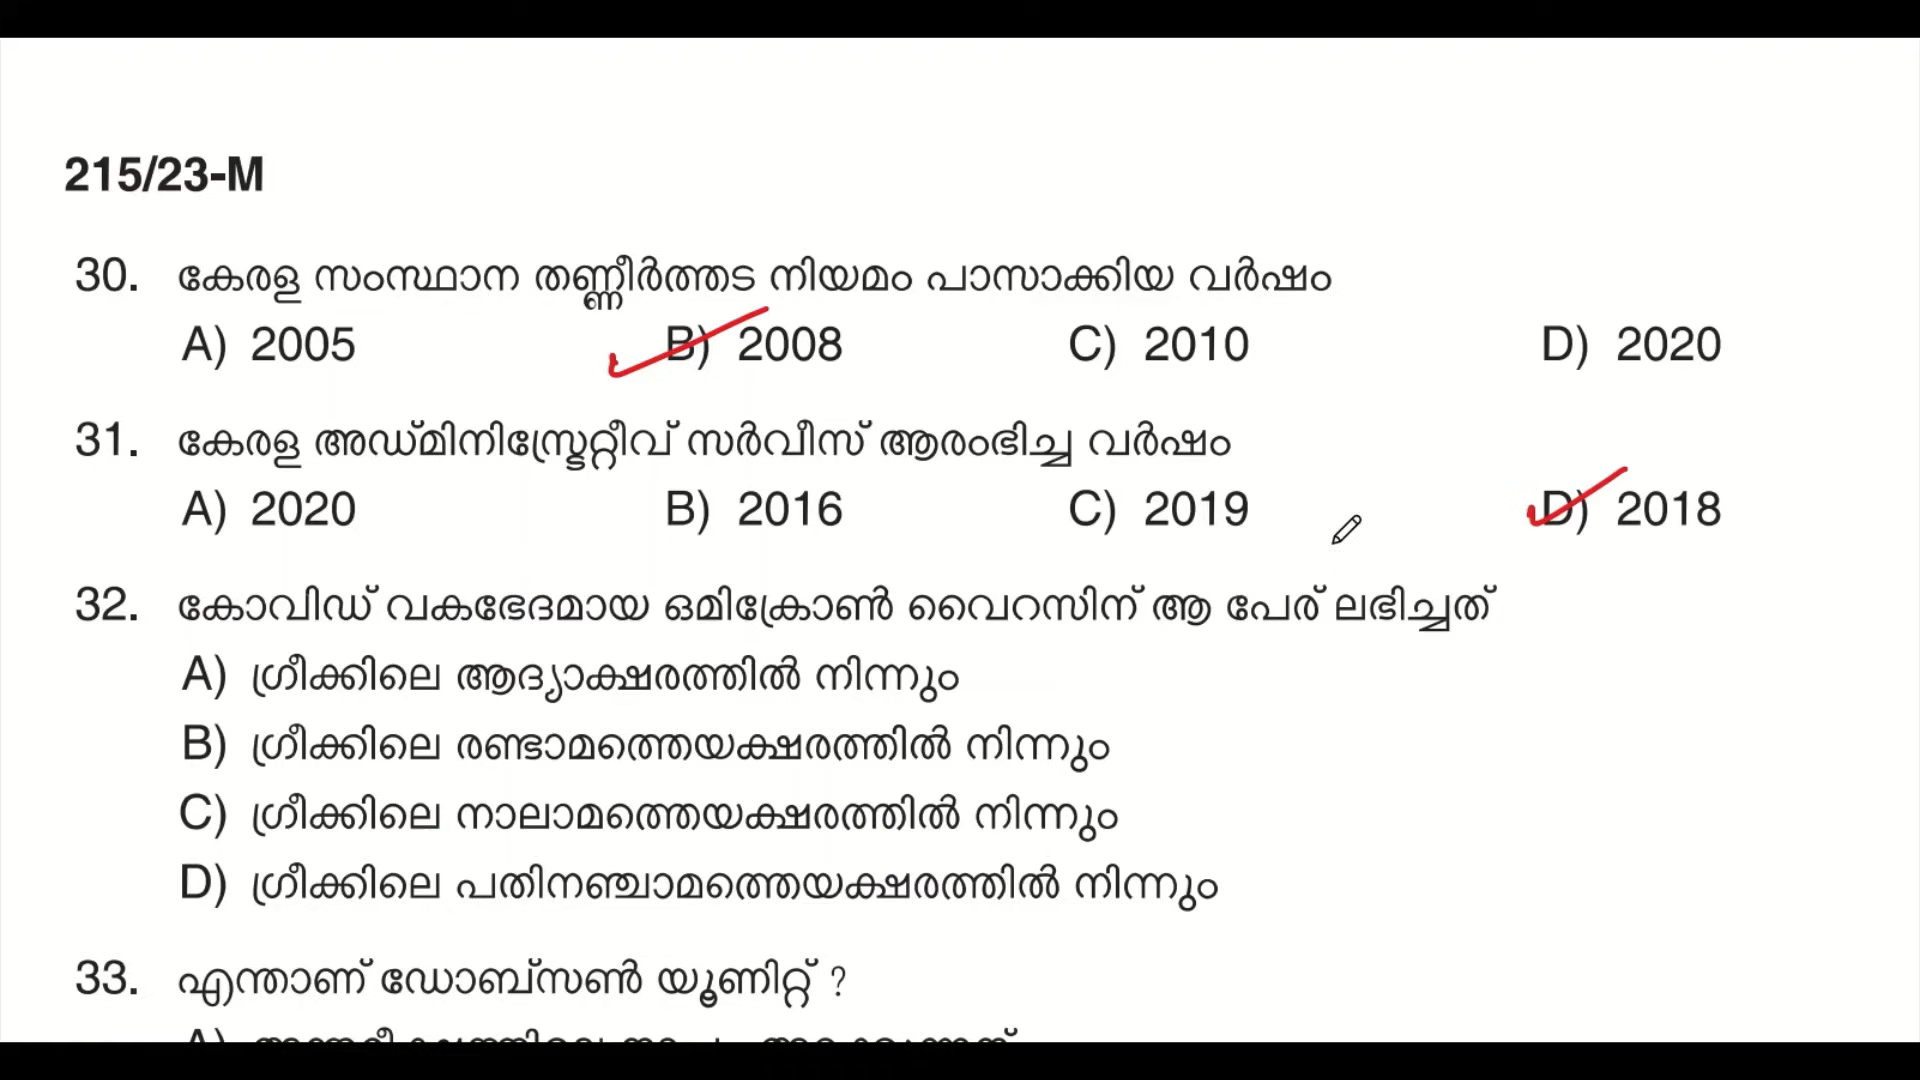 215/23-M
30. കേരള സംസ്ഥാന തണ്ണീർത്തട നിയമം പാസാക്കിയ വർഷം
A) 2005 B) 2008 C) 2010 D) 2020
31. കേരള അഡ്മിനിസ്ട്രേറ്റീവ് സർവീസ് ആരംഭിച്ച വർഷം
A) 2020 B) 2016 C) 2019 D) 2018
32. കോവിഡ് വകഭേദമായ ഒമിക്രോൺ വൈറസിന് ആ പേര് ലഭിച്ചത്
A) ഗ്രീക്കിലെ ആദ്യാക്ഷരത്തിൽ നിന്നും
B) ഗ്രീക്കിലെ രണ്ടാമത്തെയക്ഷരത്തിൽ നിന്നും
C) ഗ്രീക്കിലെ നാലാമത്തെയക്ഷരത്തിൽ നിന്നും
D) ഗ്രീക്കിലെ പതിനഞ്ചാമത്തെയക്ഷരത്തിൽ നിന്നും
33. എന്താണ് ഡോബ്സൺ യൂണിറ്റ് ?
A)